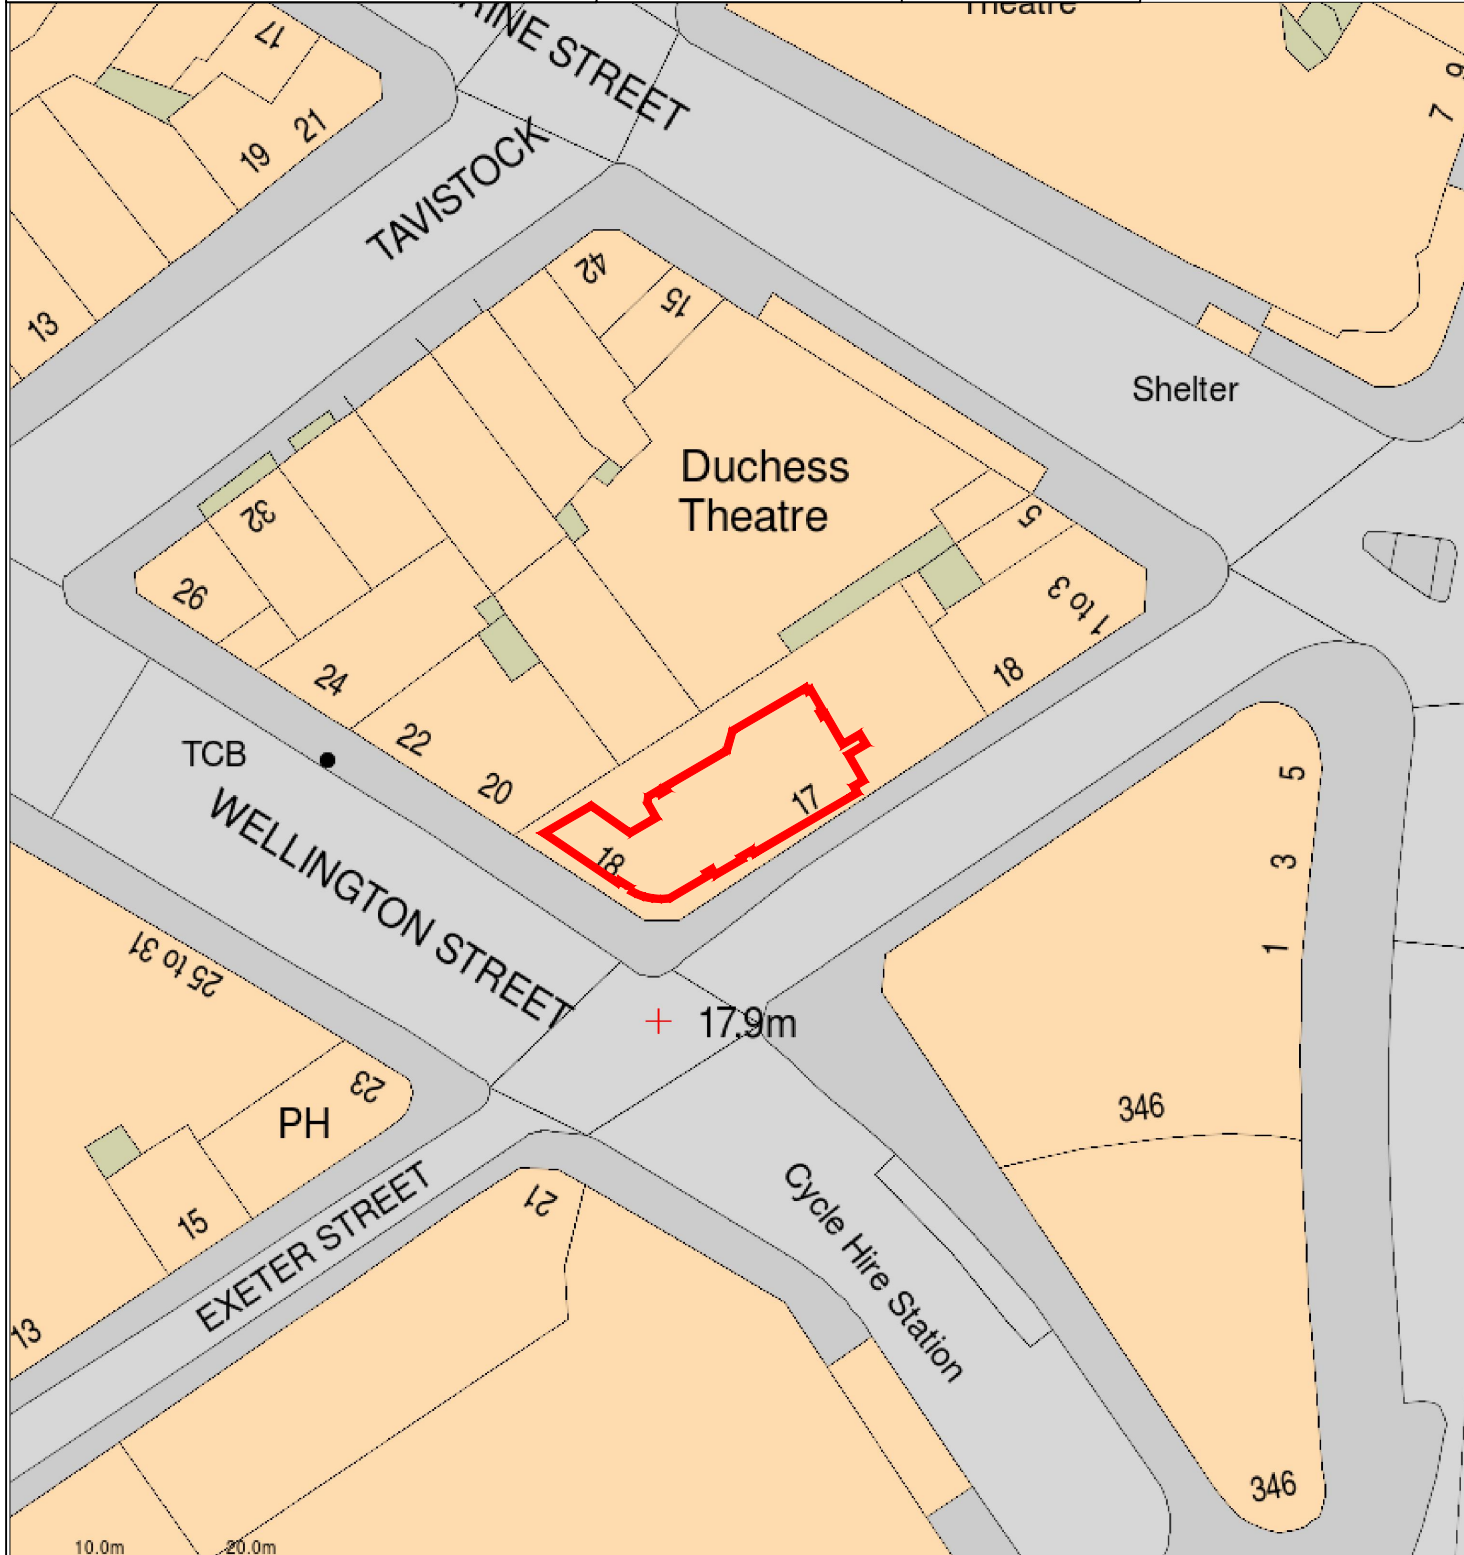 Theatre
17
RINE STREET
9
7
21
19
TAVISTOCK
13
42
15
Shelter
Duchess
Theatre
32
5
26
1 to 3
24
18
22
TCB
20
17
5
18
3
WELLINGTON STREET
25 to 31
1
17.9m
23
PH
346
21
15
EXETER STREET
Cycle Hire Station
13
346
10.0m
20.0m